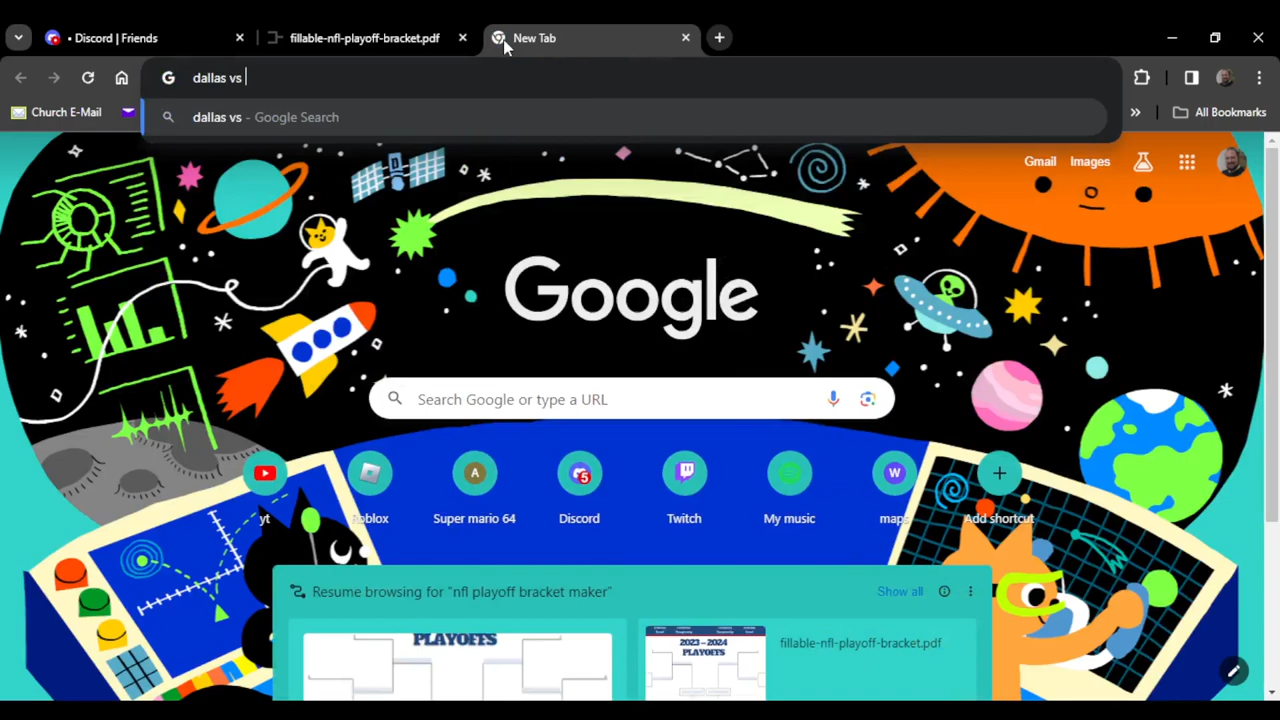 • Discord | Friends
fillable-nfl-playoff-bracket.pdf
New Tab
dallas vs
dallas vs - Google Search
Church E-Mail
All Bookmarks
Gmail
Images
Google
Search Google or type a URL
yt
Roblox
A
Super mario 64
5
Discord
Twitch
My music
W
maps
Add shortcut
Resume browsing for "nfl playoff bracket maker"
Show all
PLAYOFFS
2023 – 2024
PLAYOFFS
fillable-nfl-playoff-bracket.pdf